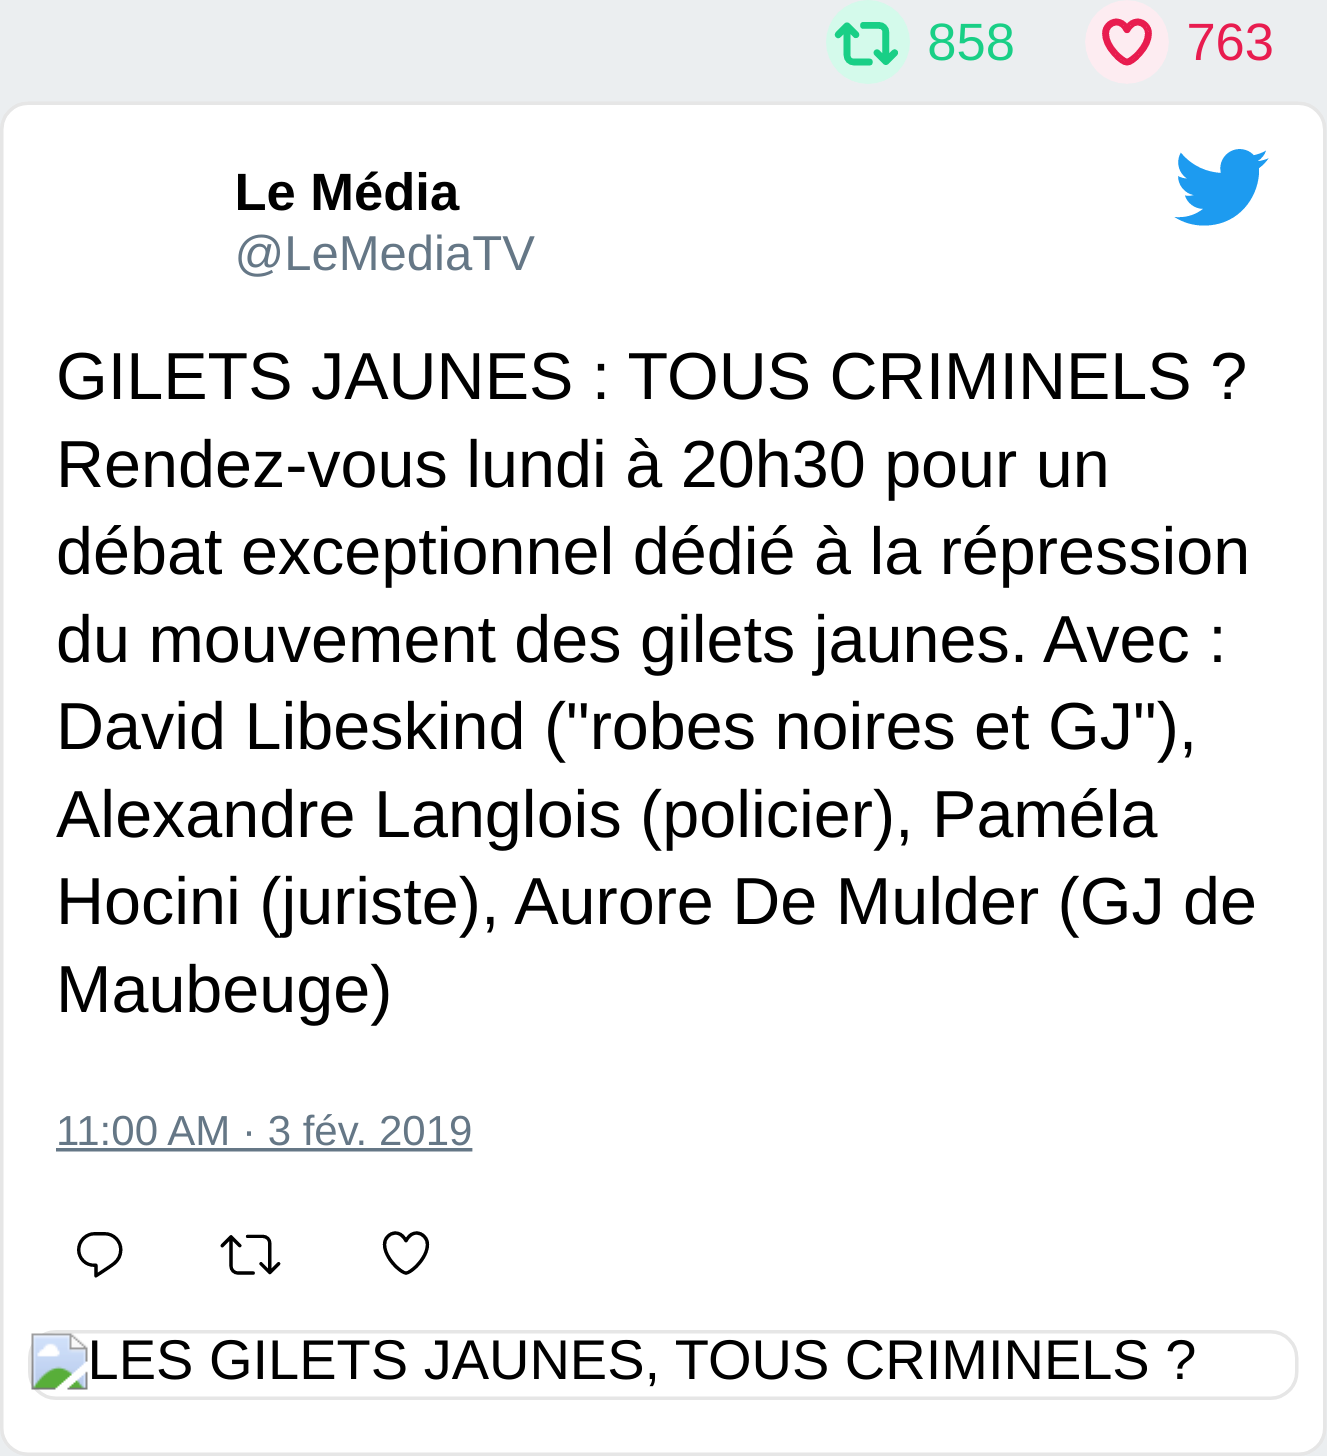 858 763
Le Média
@LeMediaTV
GILETS JAUNES : TOUS CRIMINELS ?
Rendez-vous lundi à 20h30 pour un
débat exceptionnel dédié à la répression
du mouvement des gilets jaunes. Avec :
David Libeskind ("robes noires et GJ"),
Alexandre Langlois (policier), Paméla
Hocini (juriste), Aurore De Mulder (GJ de
Maubeuge)
11:00 AM · 3 fév. 2019
LES GILETS JAUNES, TOUS CRIMINELS ?